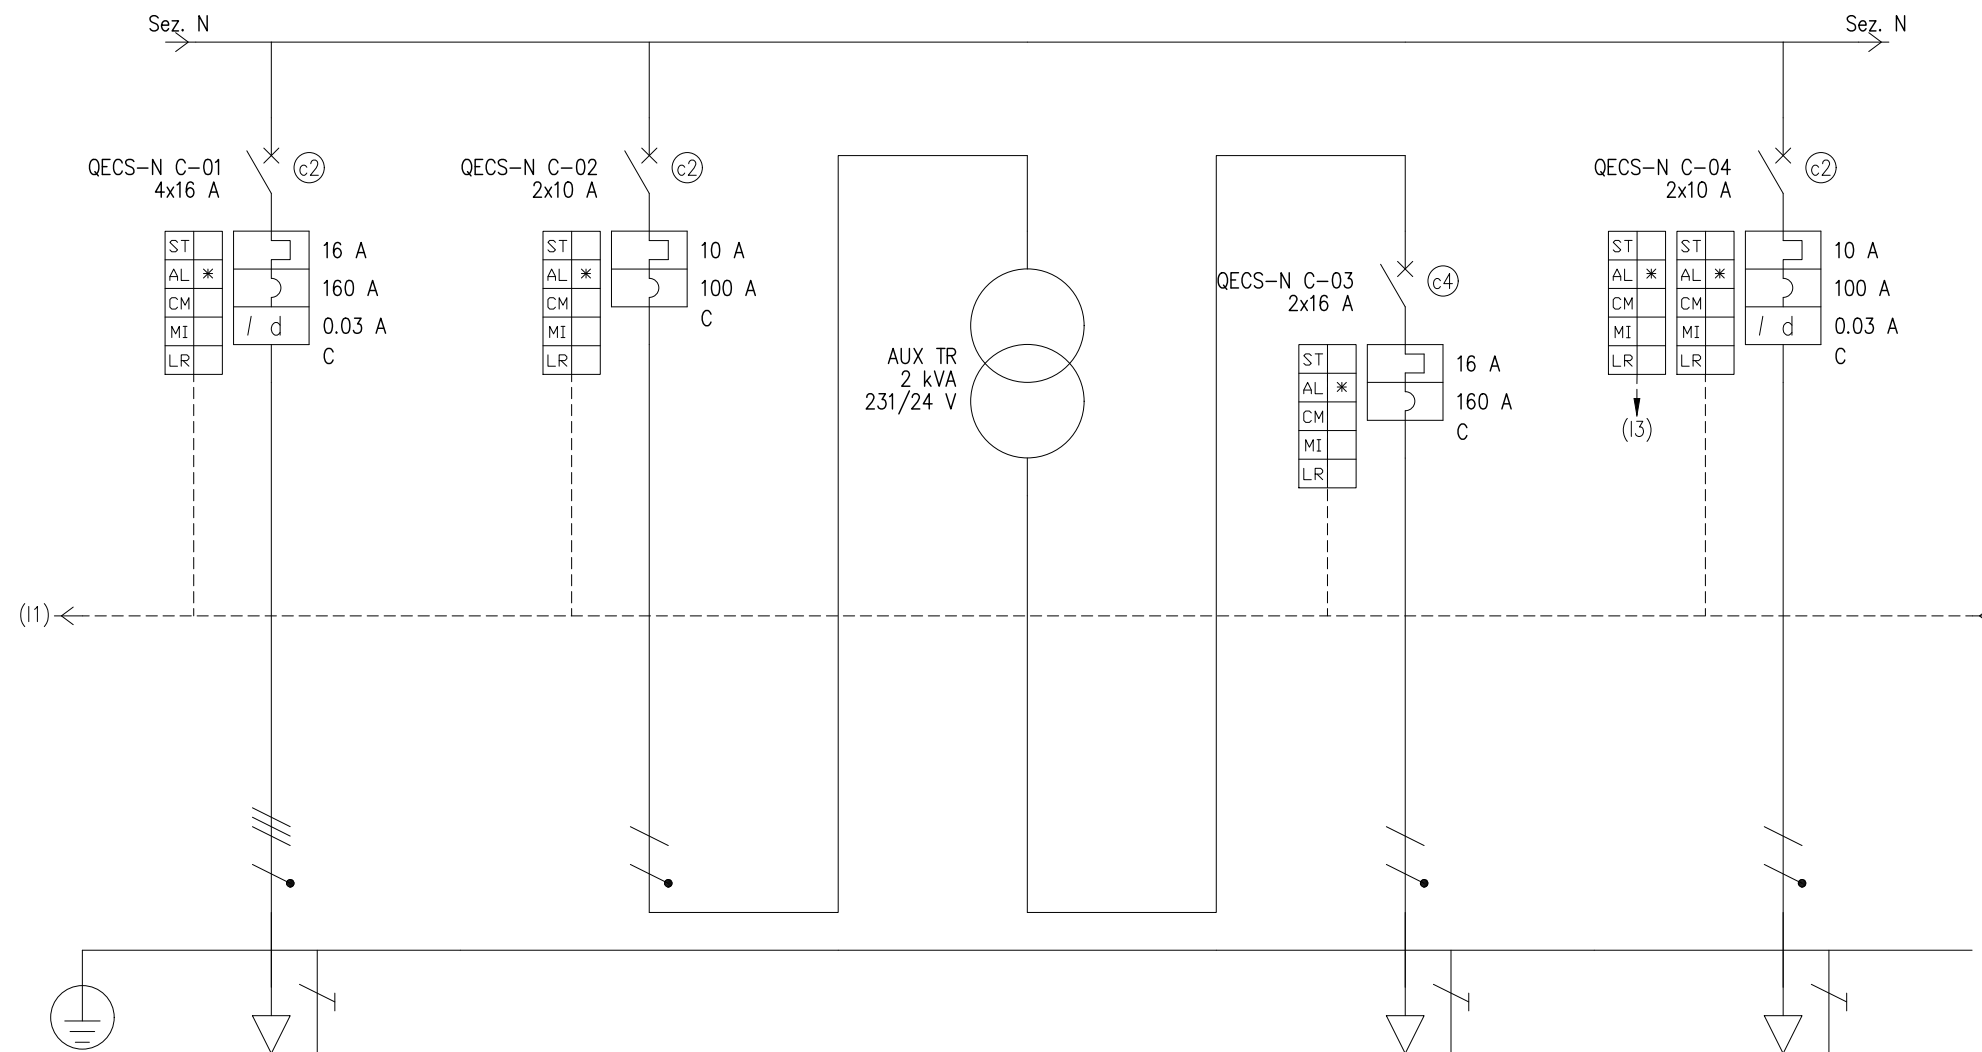 Sez. N
Sez. N
QECS-N C-01
4x16 A
c2
ST
AL *
CM
MI
LR
16 A
160 A
I d
0.03 A
C
QECS-N C-02
2x10 A
c2
ST
AL *
CM
MI
LR
10 A
100 A
C
AUX TR
2 kVA
231/24 V
QECS-N C-03
2x16 A
c4
ST
AL *
CM
MI
LR
16 A
160 A
C
QECS-N C-04
2x10 A
c2
ST
AL *
CM
MI
LR
ST
AL *
CM
MI
LR
10 A
100 A
I d
0.03 A
C
(I3)
(I1)